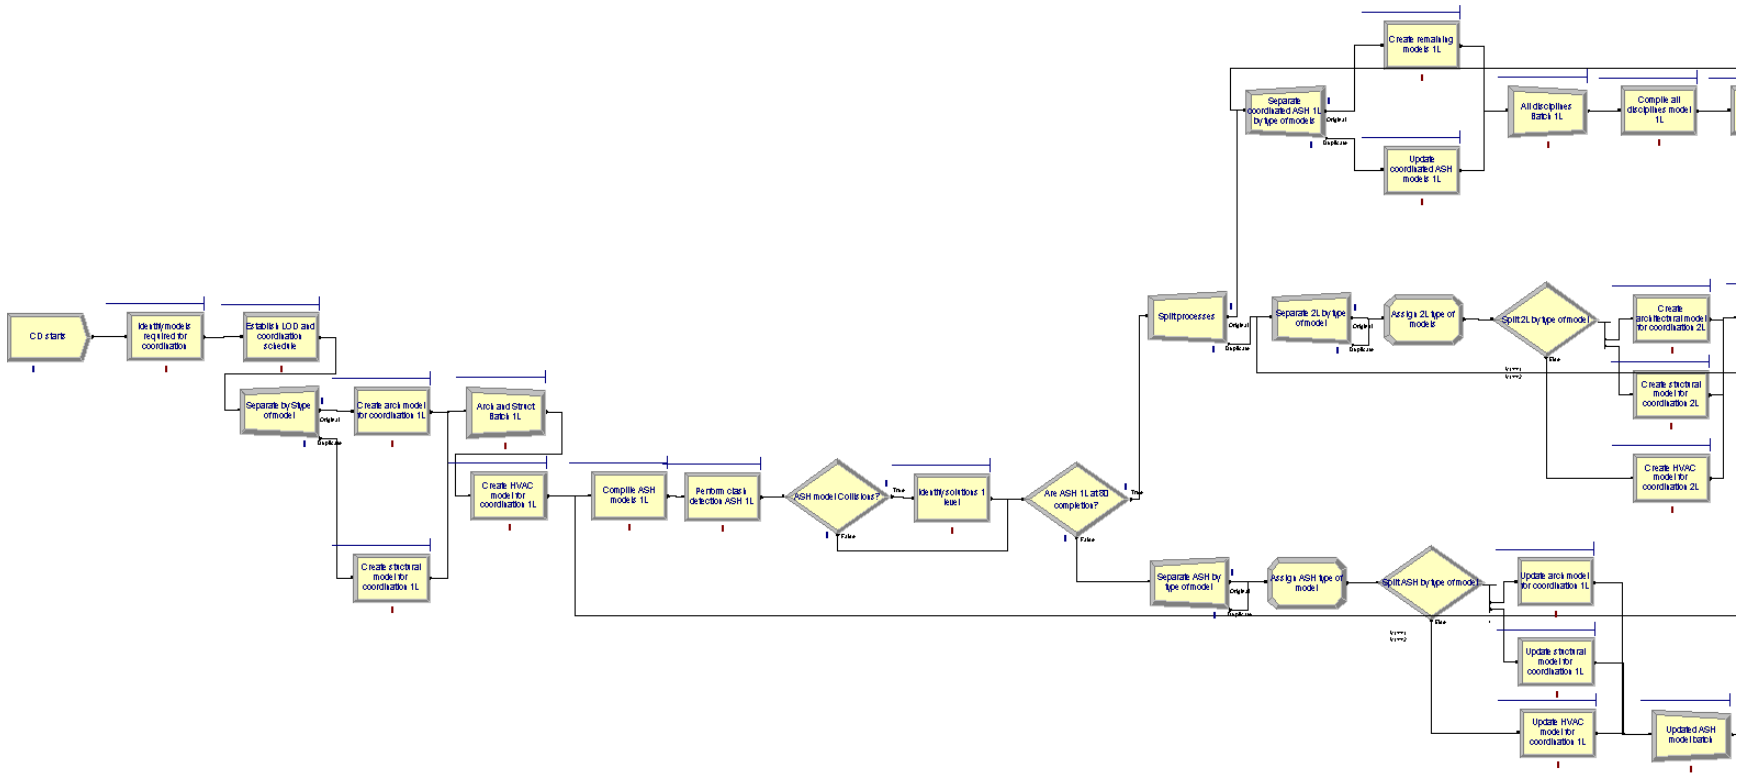 CD starts
Identify models
required for
coordination
Establish LOD and
coordination
schedule
Separate by Stype
of model
Original
Duplicate
Create arch model
for coordination 1L
Create structural
model for
coordination 1L
Arch and Struct
Batch 1L
Create HVAC
model for
coordination 1L
Compile ASH
models 1L
Perform clash
detection ASH 1L
ASH model Collisions?
True
False
Identify solutions 1
level
Are ASH 1L at 80
completion?
True
False
Split processes
Original
Duplicate
Separate
coordinated ASH 1L
by type of models
Original
Duplicate
Create remaining
models 1L
Update
coordinated ASH
models 1L
All disciplines
Batch 1L
Compile all
disciplines model
1L
Separate 2L by type
of model
Original
Duplicate
Assign 2L type of
models
Split 2L by type of model
Else
Create
architectural model
for coordination 2L
Create structural
model for
coordination 2L
Create HVAC
model for
coordination 2L
Separate ASH by
type of model
Original
Duplicate
Assign ASH type of
model
Split ASH by type of model
Else
Update arch model
for coordination 1L
Update structural
model for
coordination 1L
Update HVAC
model for
coordination 1L
Updated ASH
model batch